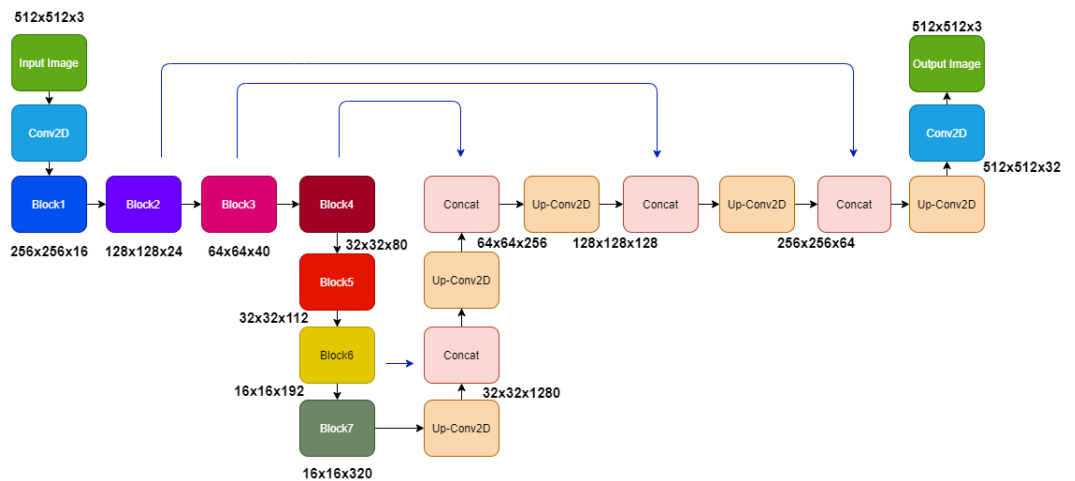 512x512x3
Input Image
Conv2D
Block1
256x256x16
Block2
128x128x24
Block3
64x64x40
Block4
32x32x80
Block5
32x32x112
Block6
16x16x192
Block7
16x16x320
Up-Conv2D
32x32x1280
Concat
Up-Conv2D
64x64x256
Concat
Up-Conv2D
128x128x128
Concat
Up-Conv2D
256x256x64
Concat
Up-Conv2D
512x512x32
Conv2D
Output Image
512x512x3